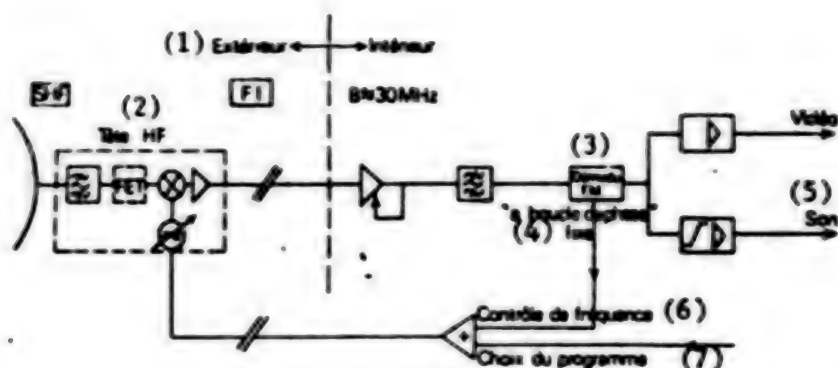 (1) Extérieur Intérieur
SHF (2) FI B≈30MHz
Tête HF
(3)
FET
FM
Vidéo
(5)
Son
"à boucle de phase"
(4)
Contrôle de fréquence (6)
+
Choix du programme (7)